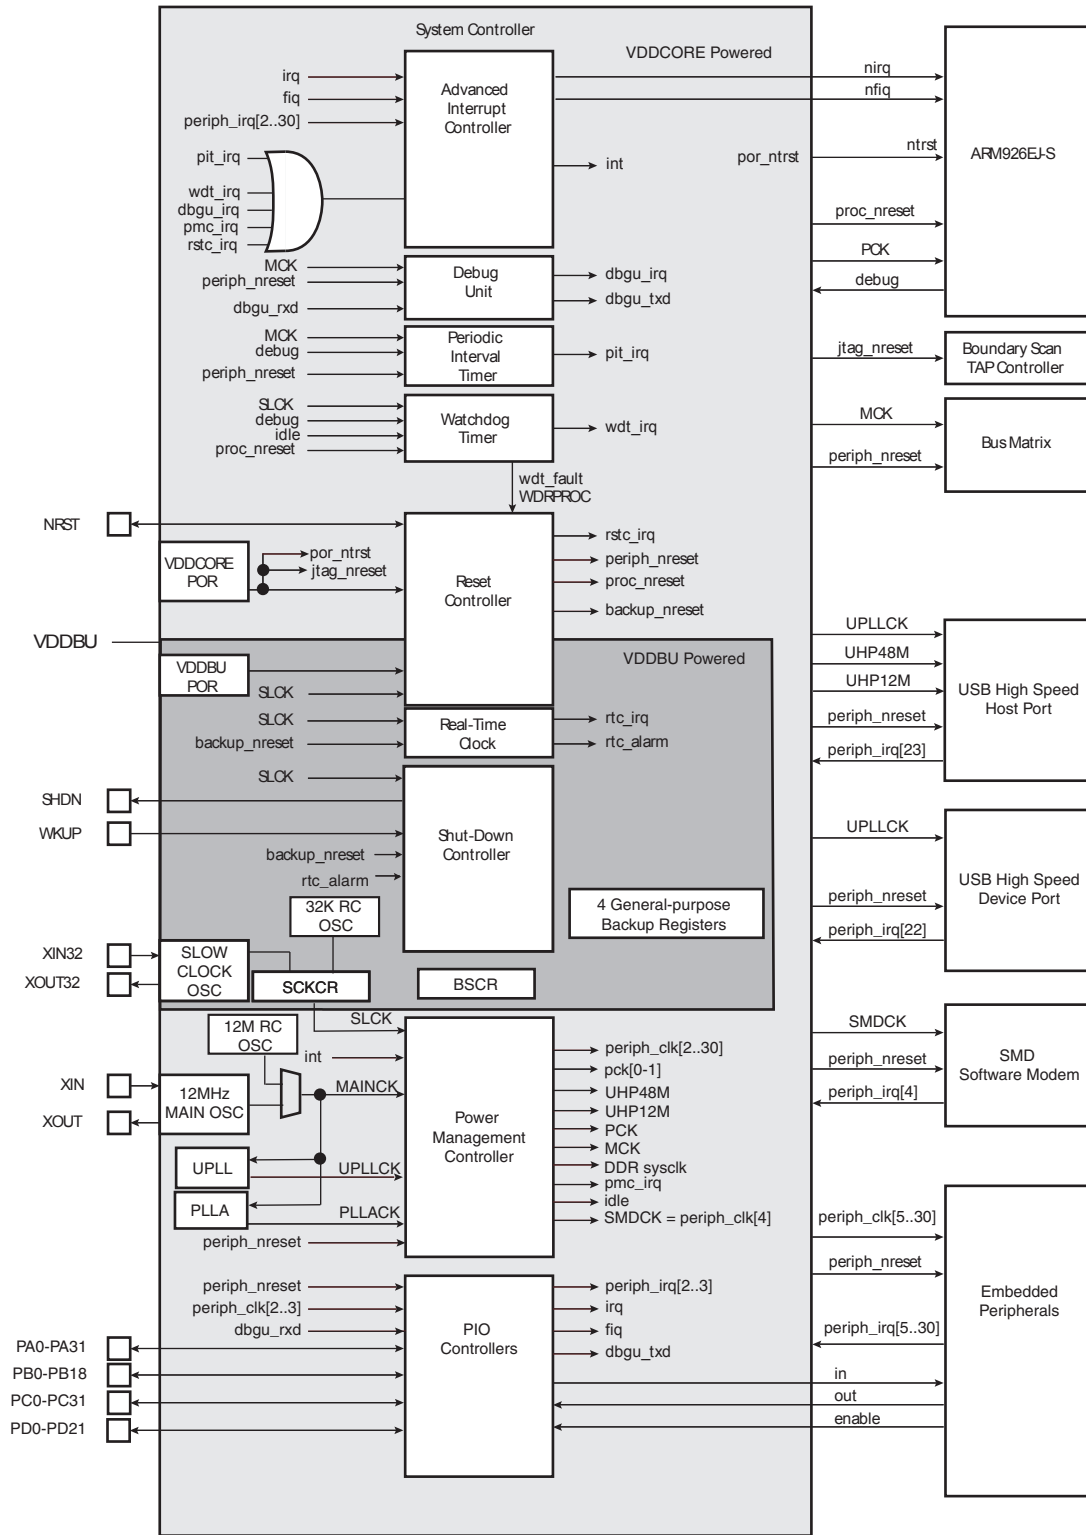 System Controller
VDDCORE Powered
irq
fiq
periph_irq[2..30]
pit_irq
wdt_irq
dbgu_irq
pmc_irq
rstc_irq
Advanced
Interrupt
Controller
int
nirq
nfiq
por_ntrst
ntrst
proc_nreset
PCK
debug
ARM926EJ-S
MCK
periph_nreset
dbgu_rxd
Debug
Unit
dbgu_irq
dbgu_txd
MCK
debug
periph_nreset
Periodic
Interval
Timer
pit_irq
jtag_nreset
Boundary Scan
TAP Controller
SLCK
debug
idle
proc_nreset
Watchdog
Timer
wdt_irq
MCK
periph_nreset
Bus Matrix
wdt_fault
WDRPROC
NRST
VDDCORE
POR
por_ntrst
jtag_nreset
Reset
Controller
rstc_irq
periph_nreset
proc_nreset
backup_nreset
VDDBU
VDDBU
POR
SLCK
VDDBU Powered
UPLLCK
UHP48M
UHP12M
periph_nreset
periph_irq[23]
USB High Speed
Host Port
SLCK
backup_nreset
Real-Time
Clock
rtc_irq
rtc_alarm
SLCK
SHDN
WKUP
backup_nreset
rtc_alarm
Shut-Down
Controller
4 General-purpose
Backup Registers
UPLLCK
periph_nreset
periph_irq[22]
USB High Speed
Device Port
32K RC
OSC
XIN32
XOUT32
SLOW
CLOCK
OSC
SCKCR
BSCR
SLCK
12M RC
OSC
int
XIN
XOUT
12MHz
MAIN OSC
MAINCK
UPLL
UPLLCK
PLLA
PLLACK
periph_nreset
Power
Management
Controller
periph_clk[2..30]
pck[0-1]
UHP48M
UHP12M
PCK
MCK
DDR sysclk
pmc_irq
idle
SMDCK = periph_clk[4]
SMDCK
periph_nreset
periph_irq[4]
SMD
Software Modem
periph_nreset
periph_clk[2..3]
dbgu_rxd
PA0-PA31
PB0-PB18
PC0-PC31
PD0-PD21
PIO
Controllers
periph_irq[2..3]
irq
fiq
dbgu_txd
periph_clk[5..30]
periph_nreset
periph_irq[5..30]
in
out
enable
Embedded
Peripherals